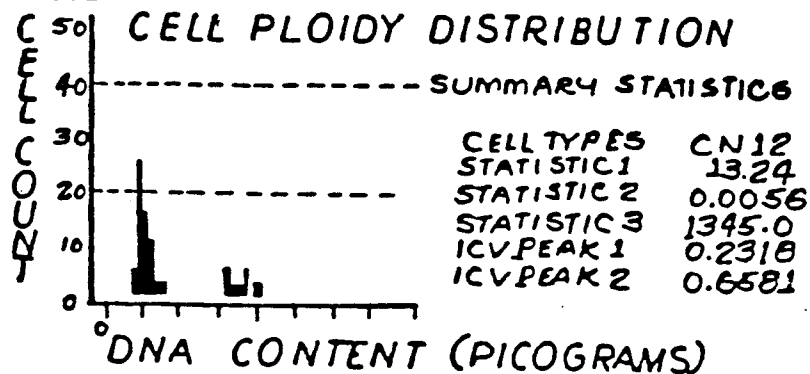 CELL PLOIDY DISTRIBUTION
CELL COUNT
50
40
30
20
10
0
SUMMARY STATISTICS
CELL TYPES CN12
STATISTIC1 13.24
STATISTIC 2 0.0056
STATISTIC 3 1345.0
ICV PEAK 1 0.2318
ICV PEAK 2 0.6581
0
DNA CONTENT (PICOGRAMS)